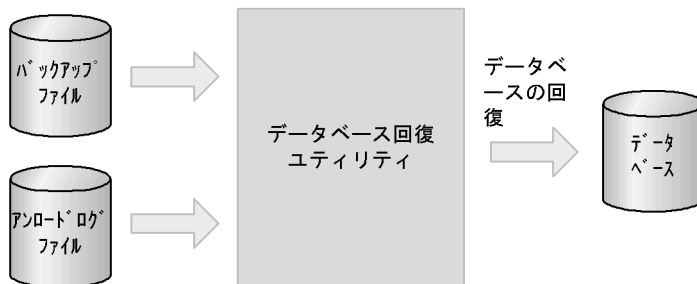 ﾊﾞｯｸｱｯﾌﾟ
ﾌｧｲﾙ
ｱﾝﾛｰﾄﾞﾛｸﾞ
ﾌｧｲﾙ
データベース回復
ユティリティ
データベ
ースの回
復
ﾃﾞｰﾀ
ﾍﾞｰｽ